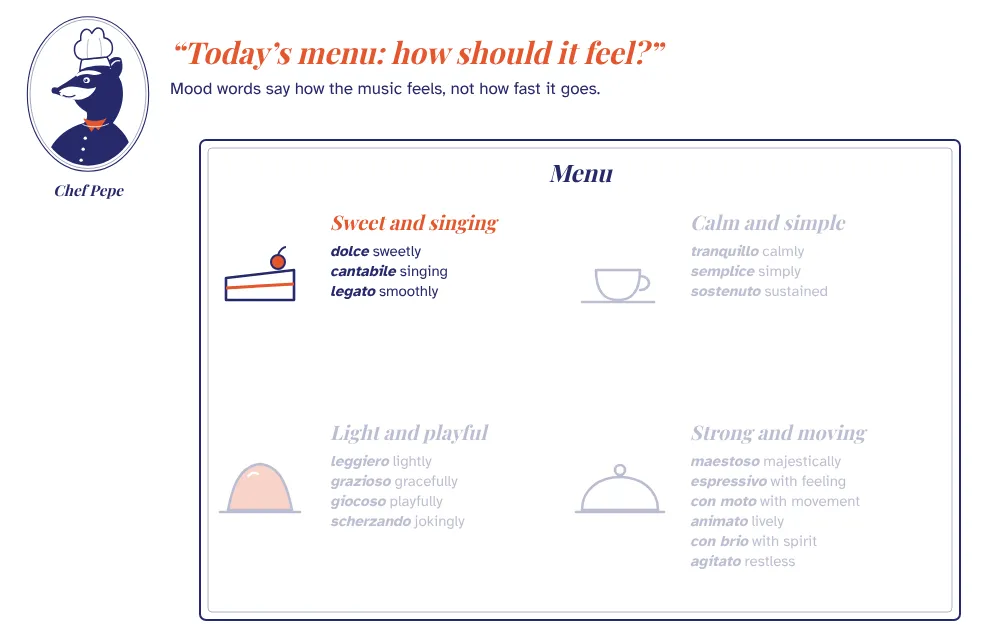 “Today’s menu: how should it feel?”
Mood words say how the music feels, not how fast it goes.
Chef Pepe
Menu
Sweet and singing
dolce sweetly
cantabile singing
legato smoothly
Calm and simple
tranquillo calmly
semplice simply
sostenuto sustained
Light and playful
leggiero lightly
grazioso gracefully
giocoso playfully
scherzando jokingly
Strong and moving
maestoso majestically
espressivo with feeling
con moto with movement
animato lively
con brio with spirit
agitato restless